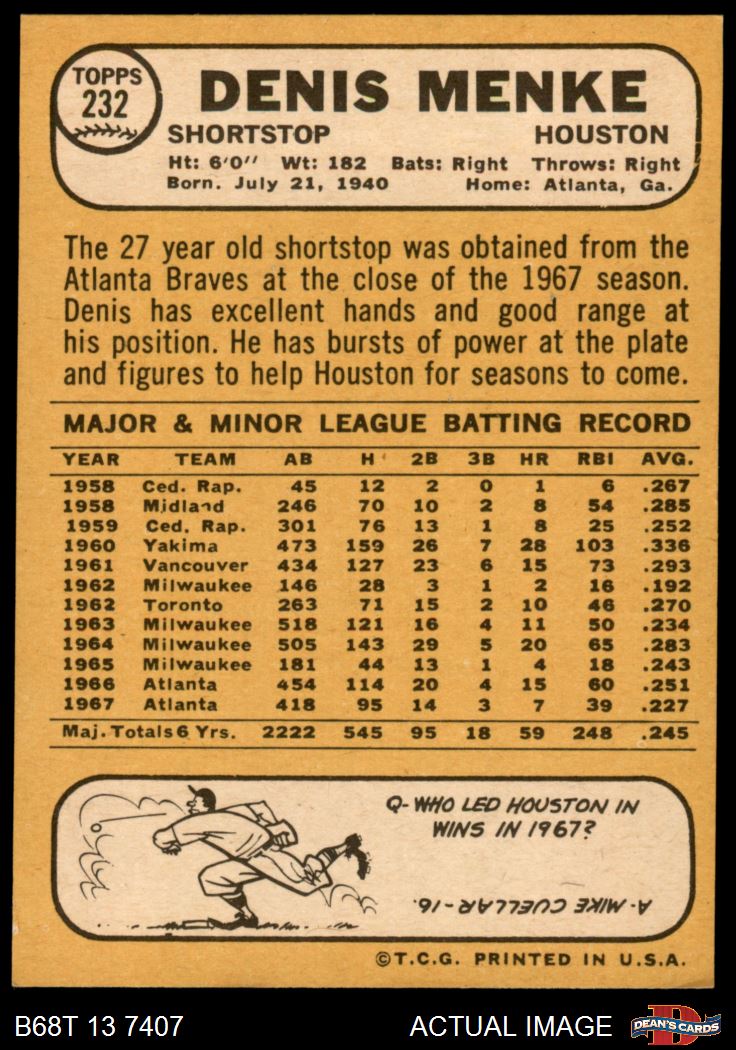 TOPPS
232
DENIS MENKE
SHORTSTOP HOUSTON
Ht: 6'0" Wt: 182 Bats: Right Throws: Right
Born. July 21, 1940 Home: Atlanta, Ga.
The 27 year old shortstop was obtained from the
Atlanta Braves at the close of the 1967 season.
Denis has excellent hands and good range at
his position. He has bursts of power at the plate
and figures to help Houston for seasons to come.
MAJOR & MINOR LEAGUE BATTING RECORD
YEAR TEAM AB H 2B 3B HR RBI AVG.
1958 Ced. Rap. 45 12 2 0 1 6 .267
1958 Midland 246 70 10 2 8 54 .285
1959 Ced. Rap. 301 76 13 1 8 25 .252
1960 Yakima 473 159 26 7 28 103 .336
1961 Vancouver 434 127 23 6 15 73 .293
1962 Milwaukee 146 28 3 1 2 16 .192
1962 Toronto 263 71 15 2 10 46 .270
1963 Milwaukee 518 121 16 4 11 50 .234
1964 Milwaukee 505 143 29 5 20 65 .283
1965 Milwaukee 181 44 13 1 4 18 .243
1966 Atlanta 454 114 20 4 15 60 .251
1967 Atlanta 418 95 14 3 7 39 .227
Maj. Totals 6 Yrs. 2222 545 95 18 59 248 .245
Q- WHO LED HOUSTON IN
WINS IN 1967?
A- MIKE CUELLAR-16.
©T.C.G. PRINTED IN U.S.A.
B68T 13 7407 ACTUAL IMAGE DEAN'S CARDS